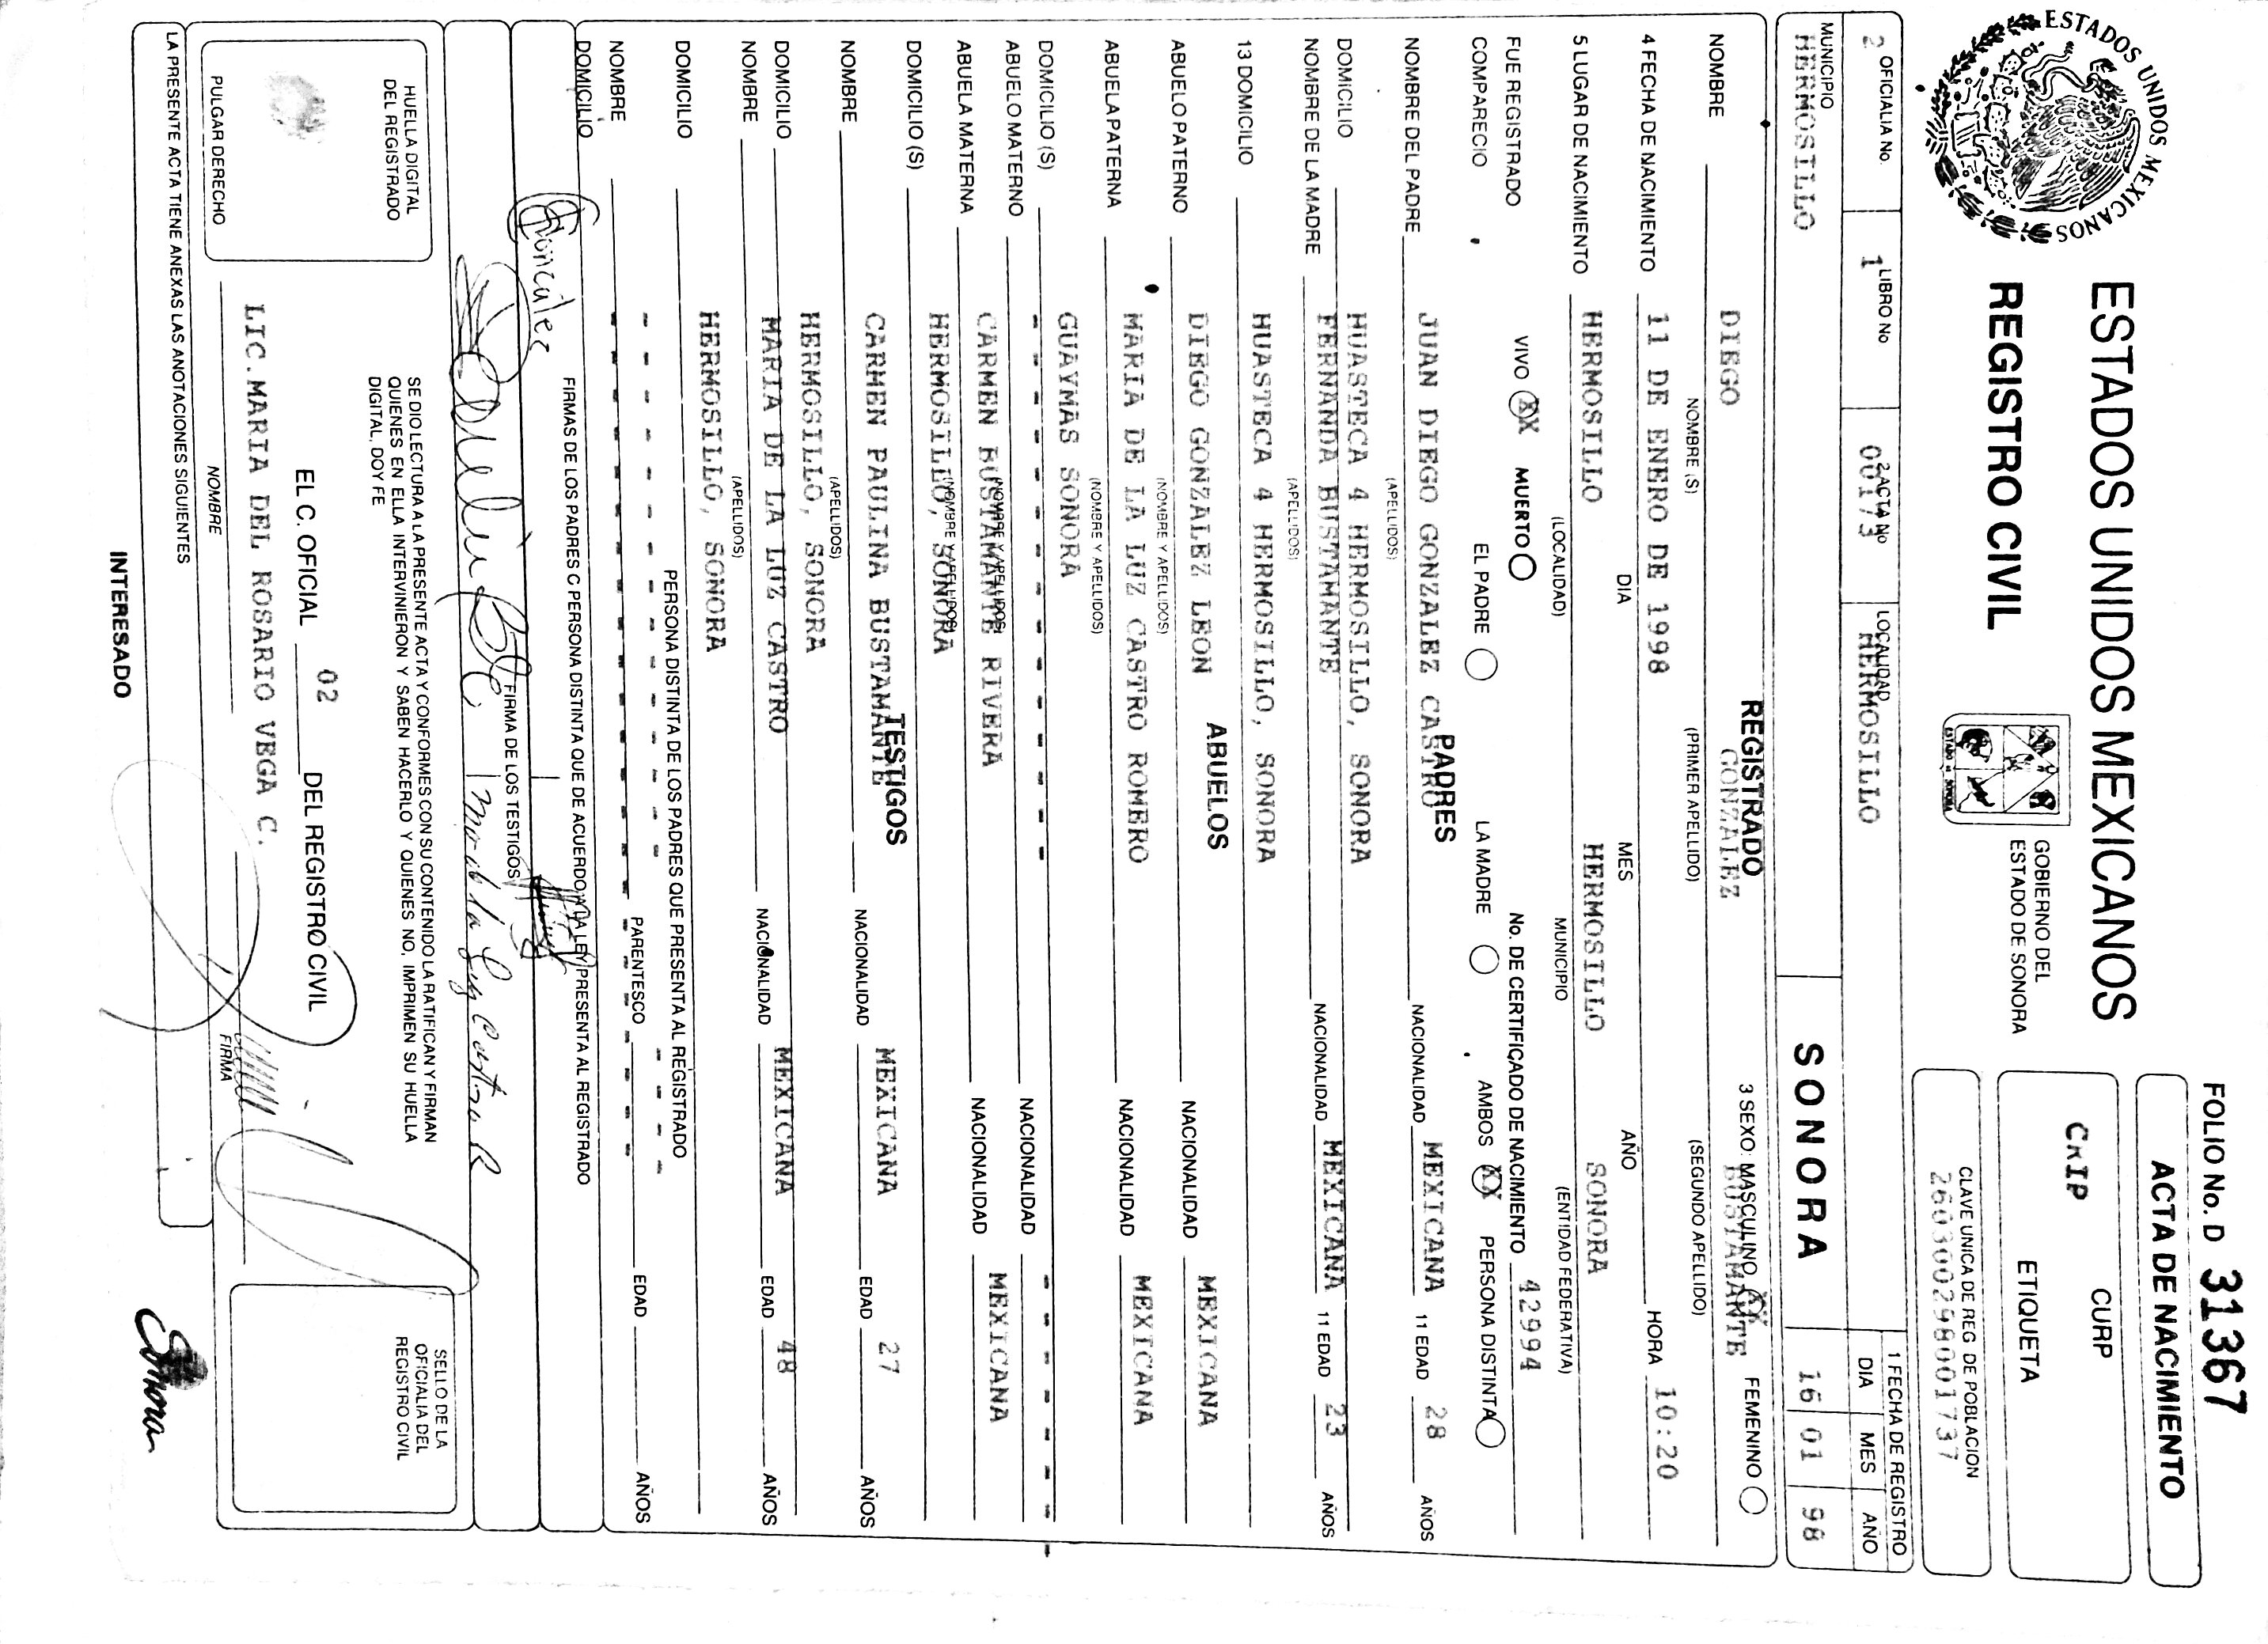 FOLIO No. D 31367
ACTA DE NACIMIENTO
ESTADOS UNIDOS MEXICANOS
ESTADOS UNIDOS MEXICANOS
CURP
CRIP
ETIQUETA
REGISTRO CIVIL
GOBIERNO DEL
ESTADO DE SONORA
ESTADO DE SONORA
CLAVE UNICA DE REG DE POBLACION
260300298001737
OFICIALIA No. 2
LIBRO No 1
2 ACTA No 00173
LOCALIDAD HERMOSILLO
1 FECHA DE REGISTRO
DIA MES AÑO
MUNICIPIO
HERMOSILLO
SONORA
16 01 98
REGISTRADO
3 SEXO: MASCULINO XX FEMENINO
NOMBRE DIEGO GONZALEZ BUSTAMANTE
NOMBRE (S) (PRIMER APELLIDO) (SEGUNDO APELLIDO)
4 FECHA DE NACIMIENTO 11 DE ENERO DE 1998 HORA 10:20
DIA MES AÑO
5 LUGAR DE NACIMIENTO HERMOSILLO HERMOSILLO SONORA
(LOCALIDAD) MUNICIPIO (ENTIDAD FEDERATIVA)
FUE REGISTRADO VIVO XX MUERTO No. DE CERTIFICADO DE NACIMIENTO 42994
COMPARECIO EL PADRE LA MADRE AMBOS XX PERSONA DISTINTA
PADRES
NOMBRE DEL PADRE JUAN DIEGO GONZALEZ CASTRO NACIONALIDAD MEXICANA 11 EDAD 28 AÑOS
(APELLIDOS)
DOMICILIO HUASTECA 4 HERMOSILLO, SONORA
NOMBRE DE LA MADRE FERNANDA BUSTAMANTE NACIONALIDAD MEXICANA 11 EDAD 23 AÑOS
(APELLIDOS)
13 DOMICILIO HUASTECA 4 HERMOSILLO, SONORA
ABUELOS
ABUELO PATERNO DIEGO GONZALEZ LEON NACIONALIDAD MEXICANA
(NOMBRE Y APELLIDOS)
ABUELA PATERNA MARIA DE LA LUZ CASTRO ROMERO NACIONALIDAD MEXICANA
(NOMBRE Y APELLIDOS)
DOMICILIO (S) GUAYMAS SONORA
ABUELO MATERNO - - - - - - - - - - - - - - - NACIONALIDAD - - - - - - - -
(NOMBRE Y APELLIDOS)
ABUELA MATERNA CARMEN BUSTAMANTE RIVERA NACIONALIDAD MEXICANA
(NOMBRE Y APELLIDOS)
DOMICILIO (S) HERMOSILLO, SONORA
TESTIGOS
NOMBRE CARMEN PAULINA BUSTAMANTE NACIONALIDAD MEXICANA EDAD 27 AÑOS
(APELLIDOS)
DOMICILIO HERMOSILLO, SONORA
NOMBRE MARIA DE LA LUZ CASTRO NACIONALIDAD MEXICANA EDAD 48 AÑOS
(APELLIDOS)
DOMICILIO HERMOSILLO, SONORA
PERSONA DISTINTA DE LOS PADRES QUE PRESENTA AL REGISTRADO
NOMBRE - - - - - - - - - - - - - - - PARENTESCO - - - - EDAD AÑOS
DOMICILIO - - - - - - - - - - - - - - - - - - - -
FIRMAS DE LOS PADRES O PERSONA DISTINTA QUE DE ACUERDO A LA LEY PRESENTA AL REGISTRADO
González
FIRMA DE LOS TESTIGOS
Ma de la Luz Castro R
HUELLA DIGITAL
DEL REGISTRADO
SE DIO LECTURA A LA PRESENTE ACTA Y CONFORMES CON SU CONTENIDO LA RATIFICAN Y FIRMAN
QUIENES EN ELLA INTERVINIERON Y SABEN HACERLO Y QUIENES NO, IMPRIMEN SU HUELLA
DIGITAL, DOY FE
SELLO DE LA
OFICIALIA DEL
REGISTRO CIVIL
EL C. OFICIAL 02 DEL REGISTRO CIVIL
LIC.MARIA DEL ROSARIO VEGA C.
PULGAR DERECHO
NOMBRE
FIRMA
LA PRESENTE ACTA TIENE ANEXAS LAS ANOTACIONES SIGUIENTES
INTERESADO
Sonora